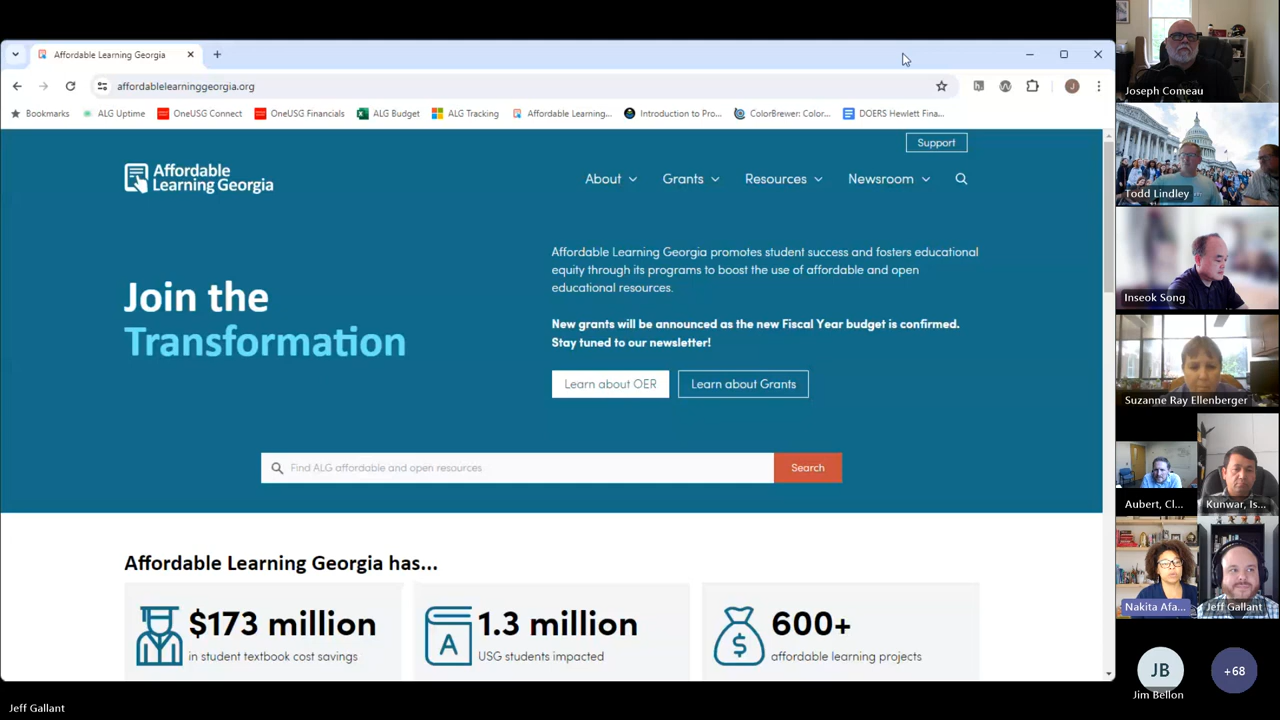 Affordable Learning Georgia
affordablelearninggeorgia.org
Bookmarks ALG Uptime OneUSG Connect OneUSG Financials ALG Budget ALG Tracking Affordable Learning... Introduction to Pro... ColorBrewer: Color... DOERS Hewlett Fina...
Support
Affordable
Learning Georgia
About Grants Resources Newsroom
Join the
Transformation
Affordable Learning Georgia promotes student success and fosters educational
equity through its programs to boost the use of affordable and open
educational resources.
New grants will be announced as the new Fiscal Year budget is confirmed.
Stay tuned to our newsletter!
Learn about OER Learn about Grants
Find ALG affordable and open resources Search
Affordable Learning Georgia has...
$173 million
in student textbook cost savings
A
1.3 million
USG students impacted
$
600+
affordable learning projects
Jeff Gallant
Joseph Comeau
Todd Lindley
Inseok Song
Suzanne Ray Ellenberger
Aubert, Cl... Kunwar, Is...
Nakita Afa... Jeff Gallant
JB +68
Jim Bellon
J